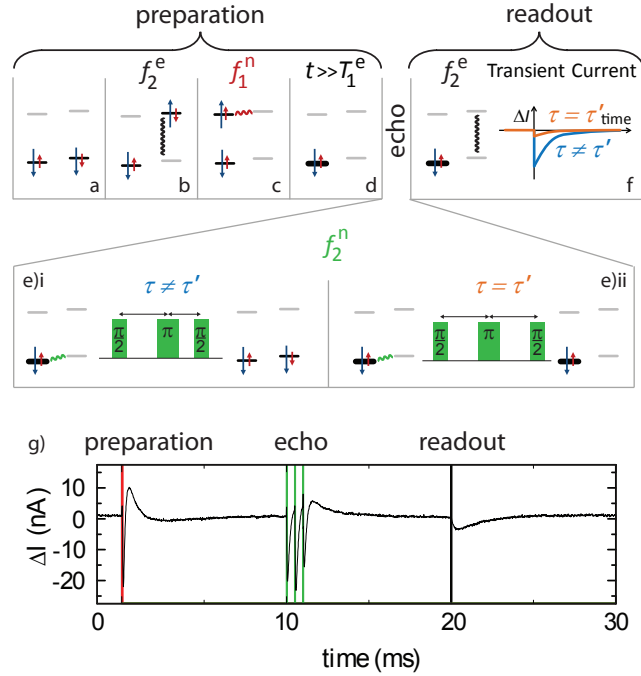 preparation
readout
f₂ᵉ
f₁ⁿ
t >> T₁ᵉ
f₂ᵉ
Transient Current
ΔI
τ = τ′
time
τ ≠ τ′
echo
a
b
c
d
f
f₂ⁿ
e)i
τ ≠ τ′
τ = τ′
e)ii
π/2
π
π/2
π/2
π
π/2
g)
preparation
echo
readout
10
0
-10
-20
ΔI (nA)
0
10
20
30
time (ms)